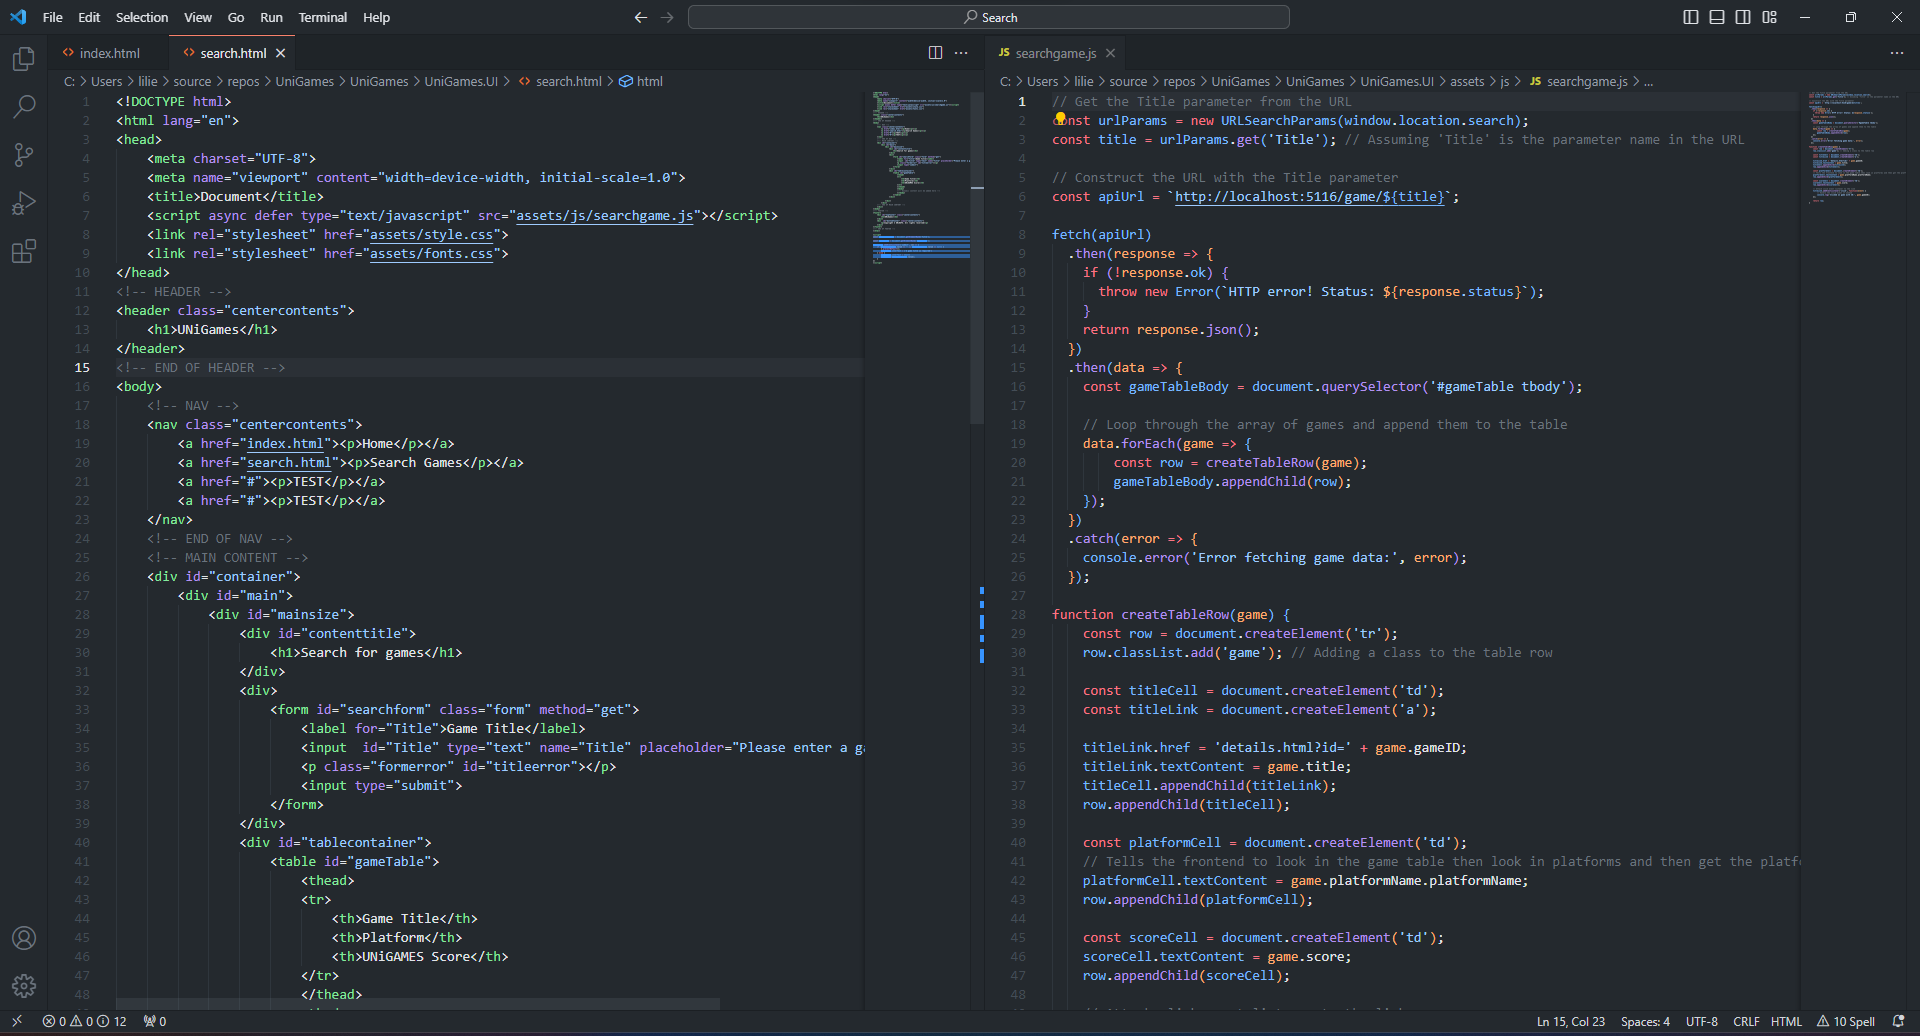 File Edit Selection View Go Run Terminal Help
Search
index.html
search.html
C: > Users > lilie > source > repos > UniGames > UniGames > UniGames.UI > search.html > html
1 <!DOCTYPE html>
2 <html lang="en">
3 <head>
4 <meta charset="UTF-8">
5 <meta name="viewport" content="width=device-width, initial-scale=1.0">
6 <title>Document</title>
7 <script async defer type="text/javascript" src="assets/js/searchgame.js"></script>
8 <link rel="stylesheet" href="assets/style.css">
9 <link rel="stylesheet" href="assets/fonts.css">
10 </head>
11 <!-- HEADER -->
12 <header class="centercontents">
13 <h1>UNiGames</h1>
14 </header>
15 <!-- END OF HEADER -->
16 <body>
17 <!-- NAV -->
18 <nav class="centercontents">
19 <a href="index.html"><p>Home</p></a>
20 <a href="search.html"><p>Search Games</p></a>
21 <a href="#"><p>TEST</p></a>
22 <a href="#"><p>TEST</p></a>
23 </nav>
24 <!-- END OF NAV -->
25 <!-- MAIN CONTENT -->
26 <div id="container">
27 <div id="main">
28 <div id="mainsize">
29 <div id="contenttitle">
30 <h1>Search for games</h1>
31 </div>
32 <div>
33 <form id="searchform" class="form" method="get">
34 <label for="Title">Game Title</label>
35 <input  id="Title" type="text" name="Title" placeholder="Please enter a
36 <p class="formerror" id="titleerror"></p>
37 <input type="submit">
38 </form>
39 </div>
40 <div id="tablecontainer">
41 <table id="gameTable">
42 <thead>
43 <tr>
44 <th>Game Title</th>
45 <th>Platform</th>
46 <th>UNiGAMES Score</th>
47 </tr>
48 </thead>
JS searchgame.js
C: > Users > lilie > source > repos > UniGames > UniGames > UniGames.UI > assets > js > JS searchgame.js > ...
1 // Get the Title parameter from the URL
2 const urlParams = new URLSearchParams(window.location.search);
3 const title = urlParams.get('Title'); // Assuming 'Title' is the parameter name in the URL
4
5 // Construct the URL with the Title parameter
6 const apiUrl = `http://localhost:5116/game/${title}`;
7
8 fetch(apiUrl)
9 .then(response => {
10 if (!response.ok) {
11 throw new Error(`HTTP error! Status: ${response.status}`);
12 }
13 return response.json();
14 })
15 .then(data => {
16 const gameTableBody = document.querySelector('#gameTable tbody');
17
18 // Loop through the array of games and append them to the table
19 data.forEach(game => {
20 const row = createTableRow(game);
21 gameTableBody.appendChild(row);
22 });
23 })
24 .catch(error => {
25 console.error('Error fetching game data:', error);
26 });
27
28 function createTableRow(game) {
29 const row = document.createElement('tr');
30 row.classList.add('game'); // Adding a class to the table row
31
32 const titleCell = document.createElement('td');
33 const titleLink = document.createElement('a');
34
35 titleLink.href = 'details.html?id=' + game.gameID;
36 titleLink.textContent = game.title;
37 titleCell.appendChild(titleLink);
38 row.appendChild(titleCell);
39
40 const platformCell = document.createElement('td');
41 // Tells the frontend to look in the game table then look in platforms and then get the
42 platformCell.textContent = game.platformName.platformName;
43 row.appendChild(platformCell);
44
45 const scoreCell = document.createElement('td');
46 scoreCell.textContent = game.score;
47 row.appendChild(scoreCell);
48
0 0 12 0
Ln 15, Col 23 Spaces: 4 UTF-8 CRLF HTML 10 Spell